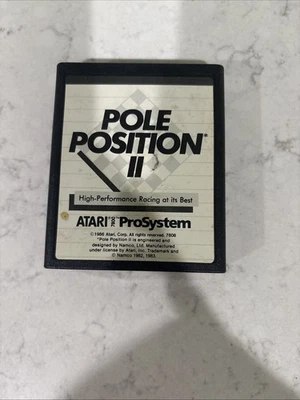 POLE
POSITION®
II
High-Performance Racing at its Best
ATARI 7800 ProSystem
©1986 Atari, Corp. All rights reserved. 7808
"Pole Position II is engineered and
designed by Namco, Ltd. Manufactured
under license by Atari, Inc. Trademark and
© Namco 1982, 1983.